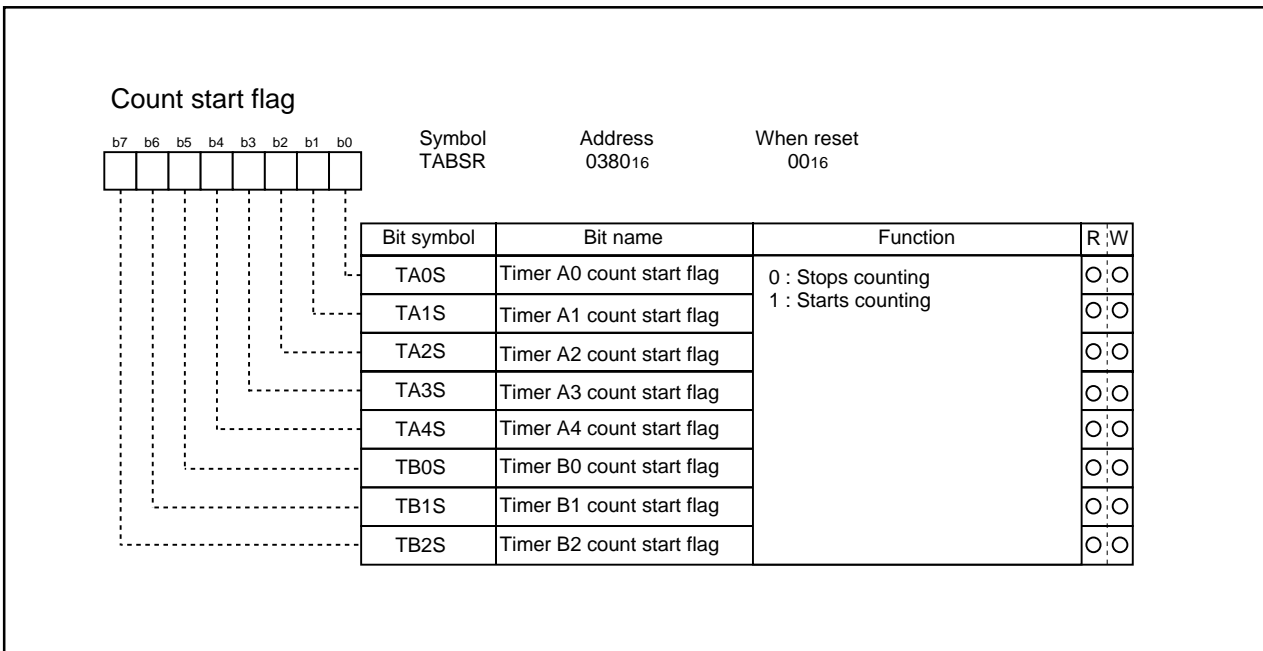 Count start flag
b7 b6 b5 b4 b3 b2 b1 b0
Symbol Address When reset
TABSR 038016 0016
Bit symbol Bit name Function R W
TA0S Timer A0 count start flag 0 : Stops counting
1 : Starts counting
TA1S Timer A1 count start flag
TA2S Timer A2 count start flag
TA3S Timer A3 count start flag
TA4S Timer A4 count start flag
TB0S Timer B0 count start flag
TB1S Timer B1 count start flag
TB2S Timer B2 count start flag